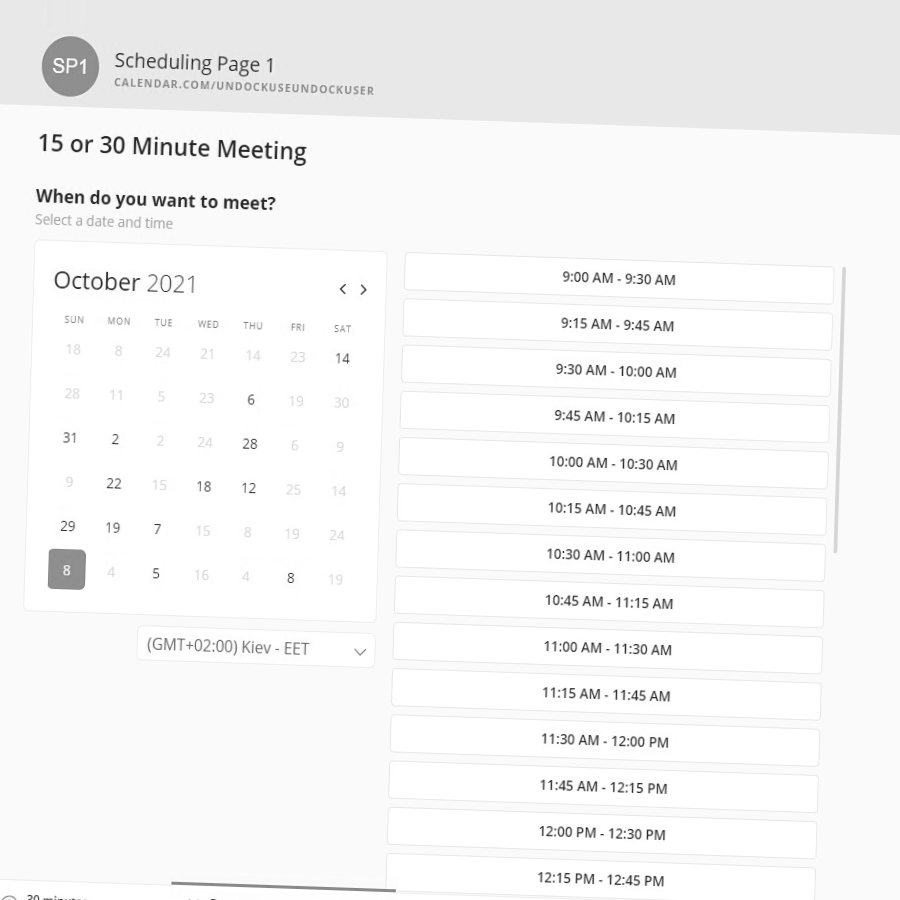 SP1
Scheduling Page 1
CALENDAR.COM/UNDOCKUSEUNDOCKUSER
15 or 30 Minute Meeting
When do you want to meet?
Select a date and time
October 2021
SUN MON TUE WED THU FRI SAT
18 8 24 21 14 23 14
28 11 5 23 6 19 30
31 2 2 24 28 6 9
9 22 15 18 12 25 14
29 19 7 15 8 19 24
8 4 5 16 4 8 19
(GMT+02:00) Kiev - EET
9:00 AM - 9:30 AM
9:15 AM - 9:45 AM
9:30 AM - 10:00 AM
9:45 AM - 10:15 AM
10:00 AM - 10:30 AM
10:15 AM - 10:45 AM
10:30 AM - 11:00 AM
10:45 AM - 11:15 AM
11:00 AM - 11:30 AM
11:15 AM - 11:45 AM
11:30 AM - 12:00 PM
11:45 AM - 12:15 PM
12:00 PM - 12:30 PM
12:15 PM - 12:45 PM